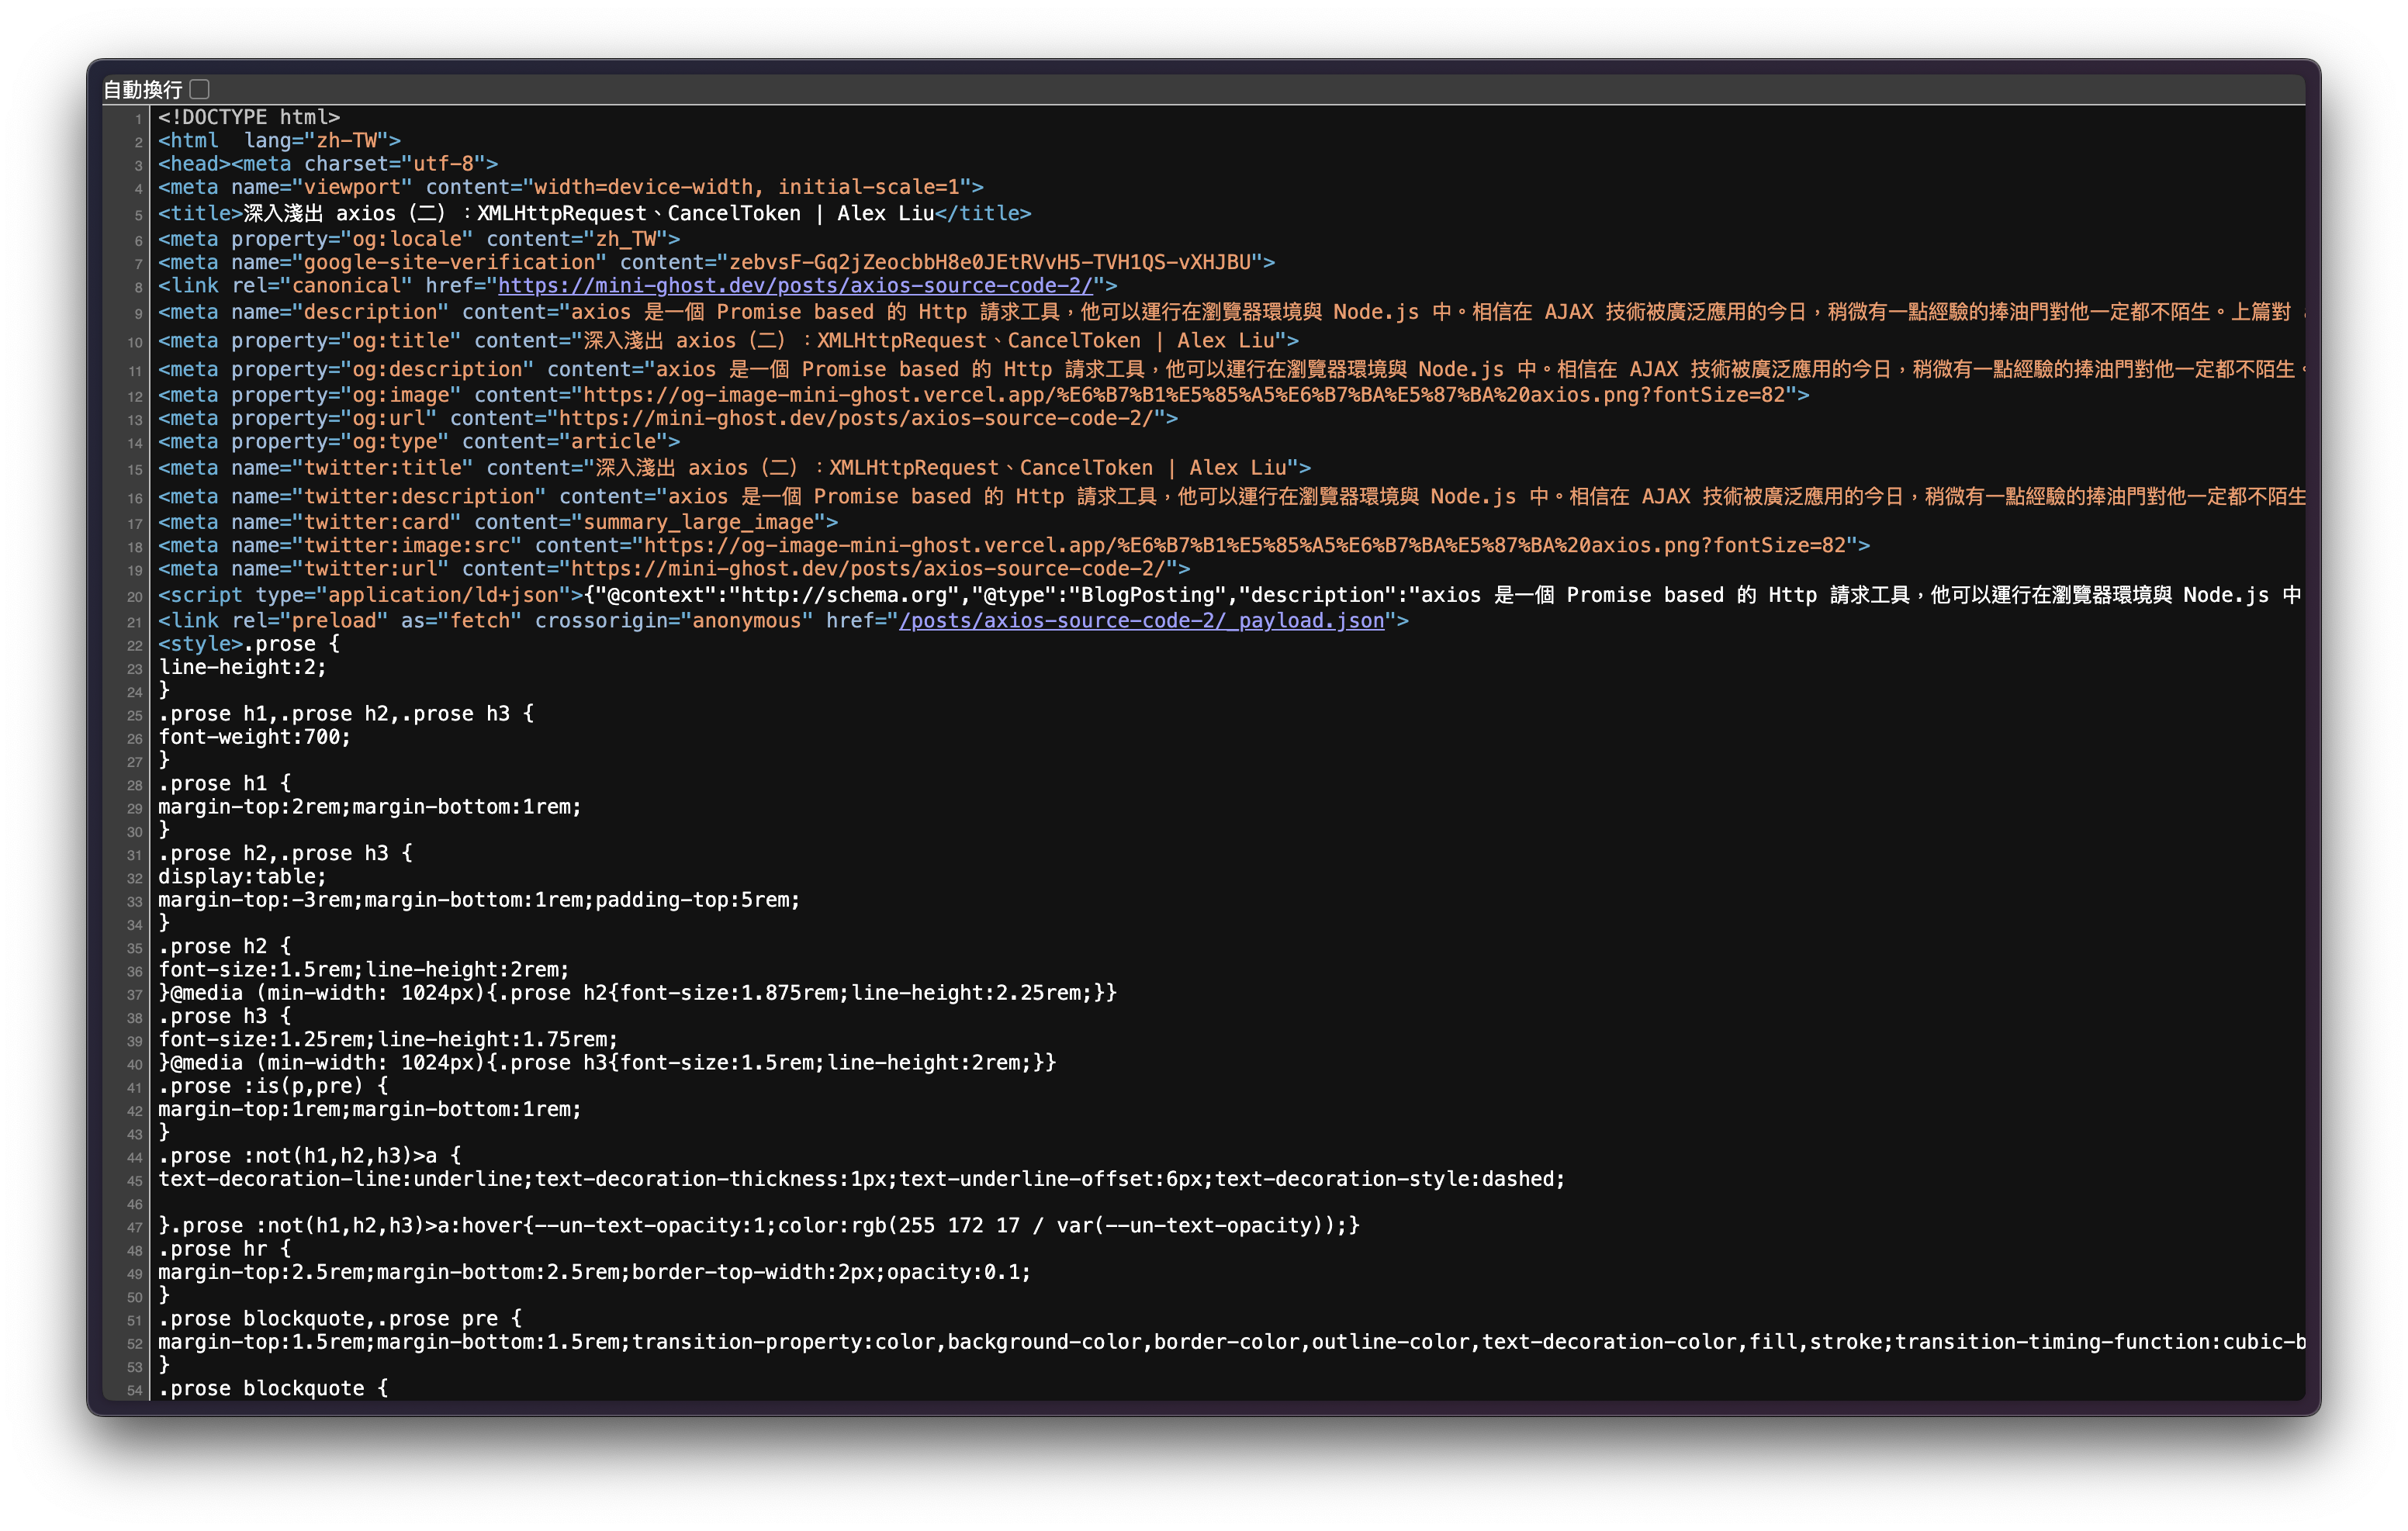 自動換行
1 <!DOCTYPE html>
2 <html  lang="zh-TW">
3 <head><meta charset="utf-8">
4 <meta name="viewport" content="width=device-width, initial-scale=1">
5 <title>深入淺出 axios（二）：XMLHttpRequest、CancelToken | Alex Liu</title>
6 <meta property="og:locale" content="zh_TW">
7 <meta name="google-site-verification" content="zebvsF-Gq2jZeocbbH8e0JEtRVvH5-TVH1QS-vXHJBU">
8 <link rel="canonical" href="https://mini-ghost.dev/posts/axios-source-code-2/">
9 <meta name="description" content="axios 是一個 Promise based 的 Http 請求工具，他可以運行在瀏覽器環境與 Node.js 中。相信在 AJAX 技術被廣泛應用的今日，稍微有一點經驗的捧油門對他一定都不陌生。上篇對
10 <meta property="og:title" content="深入淺出 axios（二）：XMLHttpRequest、CancelToken | Alex Liu">
11 <meta property="og:description" content="axios 是一個 Promise based 的 Http 請求工具，他可以運行在瀏覽器環境與 Node.js 中。相信在 AJAX 技術被廣泛應用的今日，稍微有一點經驗的捧油門對他一定都不陌生。
12 <meta property="og:image" content="https://og-image-mini-ghost.vercel.app/%E6%B7%B1%E5%85%A5%E6%B7%BA%E5%87%BA%20axios.png?fontSize=82">
13 <meta property="og:url" content="https://mini-ghost.dev/posts/axios-source-code-2/">
14 <meta property="og:type" content="article">
15 <meta name="twitter:title" content="深入淺出 axios（二）：XMLHttpRequest、CancelToken | Alex Liu">
16 <meta name="twitter:description" content="axios 是一個 Promise based 的 Http 請求工具，他可以運行在瀏覽器環境與 Node.js 中。相信在 AJAX 技術被廣泛應用的今日，稍微有一點經驗的捧油門對他一定都不陌生
17 <meta name="twitter:card" content="summary_large_image">
18 <meta name="twitter:image:src" content="https://og-image-mini-ghost.vercel.app/%E6%B7%B1%E5%85%A5%E6%B7%BA%E5%87%BA%20axios.png?fontSize=82">
19 <meta name="twitter:url" content="https://mini-ghost.dev/posts/axios-source-code-2/">
20 <script type="application/ld+json">{"@context":"http://schema.org","@type":"BlogPosting","description":"axios 是一個 Promise based 的 Http 請求工具，他可以運行在瀏覽器環境與 Node.js 中
21 <link rel="preload" as="fetch" crossorigin="anonymous" href="/posts/axios-source-code-2/_payload.json">
22 <style>.prose {
23 line-height:2;
24 }
25 .prose h1,.prose h2,.prose h3 {
26 font-weight:700;
27 }
28 .prose h1 {
29 margin-top:2rem;margin-bottom:1rem;
30 }
31 .prose h2,.prose h3 {
32 display:table;
33 margin-top:-3rem;margin-bottom:1rem;padding-top:5rem;
34 }
35 .prose h2 {
36 font-size:1.5rem;line-height:2rem;
37 }@media (min-width: 1024px){.prose h2{font-size:1.875rem;line-height:2.25rem;}}
38 .prose h3 {
39 font-size:1.25rem;line-height:1.75rem;
40 }@media (min-width: 1024px){.prose h3{font-size:1.5rem;line-height:2rem;}}
41 .prose :is(p,pre) {
42 margin-top:1rem;margin-bottom:1rem;
43 }
44 .prose :not(h1,h2,h3)>a {
45 text-decoration-line:underline;text-decoration-thickness:1px;text-underline-offset:6px;text-decoration-style:dashed;
46
47 }.prose :not(h1,h2,h3)>a:hover{--un-text-opacity:1;color:rgb(255 172 17 / var(--un-text-opacity));}
48 .prose hr {
49 margin-top:2.5rem;margin-bottom:2.5rem;border-top-width:2px;opacity:0.1;
50 }
51 .prose blockquote,.prose pre {
52 margin-top:1.5rem;margin-bottom:1.5rem;transition-property:color,background-color,border-color,outline-color,text-decoration-color,fill,stroke;transition-timing-function:cubic-b
53 }
54 .prose blockquote {